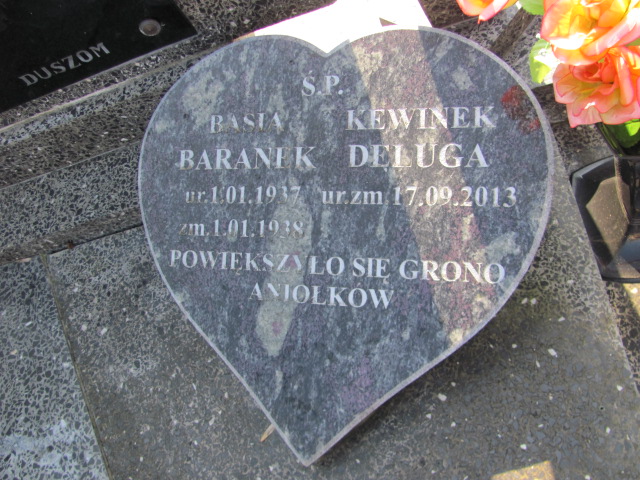 DUSZOM
Ś.P.
BASIA KEWINEK
BARANEK DELUGA
ur.1.01.1937 ur.zm.17.09.2013
zm.1.01.1938
POWIEKSZYŁO SIĘ GRONO
ANIOŁKOW